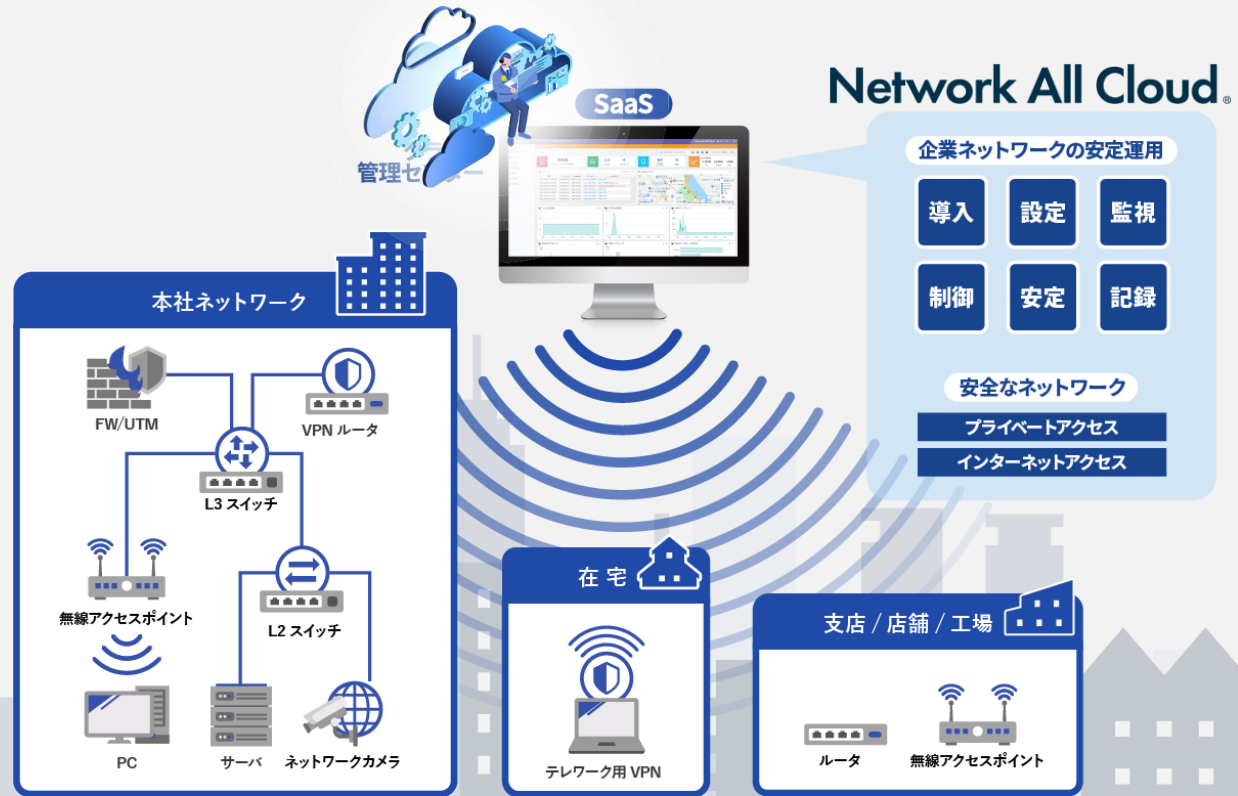 SaaS
Network All Cloud®
管理セ
企業ネットワークの安定運用
導入
設定
監視
制御
安定
記録
安全なネットワーク
プライベートアクセス
インターネットアクセス
本社ネットワーク
FW/UTM
VPN ルータ
L3 スイッチ
無線アクセスポイント
L2 スイッチ
PC
サーバ
ネットワークカメラ
在宅
テレワーク用 VPN
支店 / 店舗 / 工場
ルータ
無線アクセスポイント